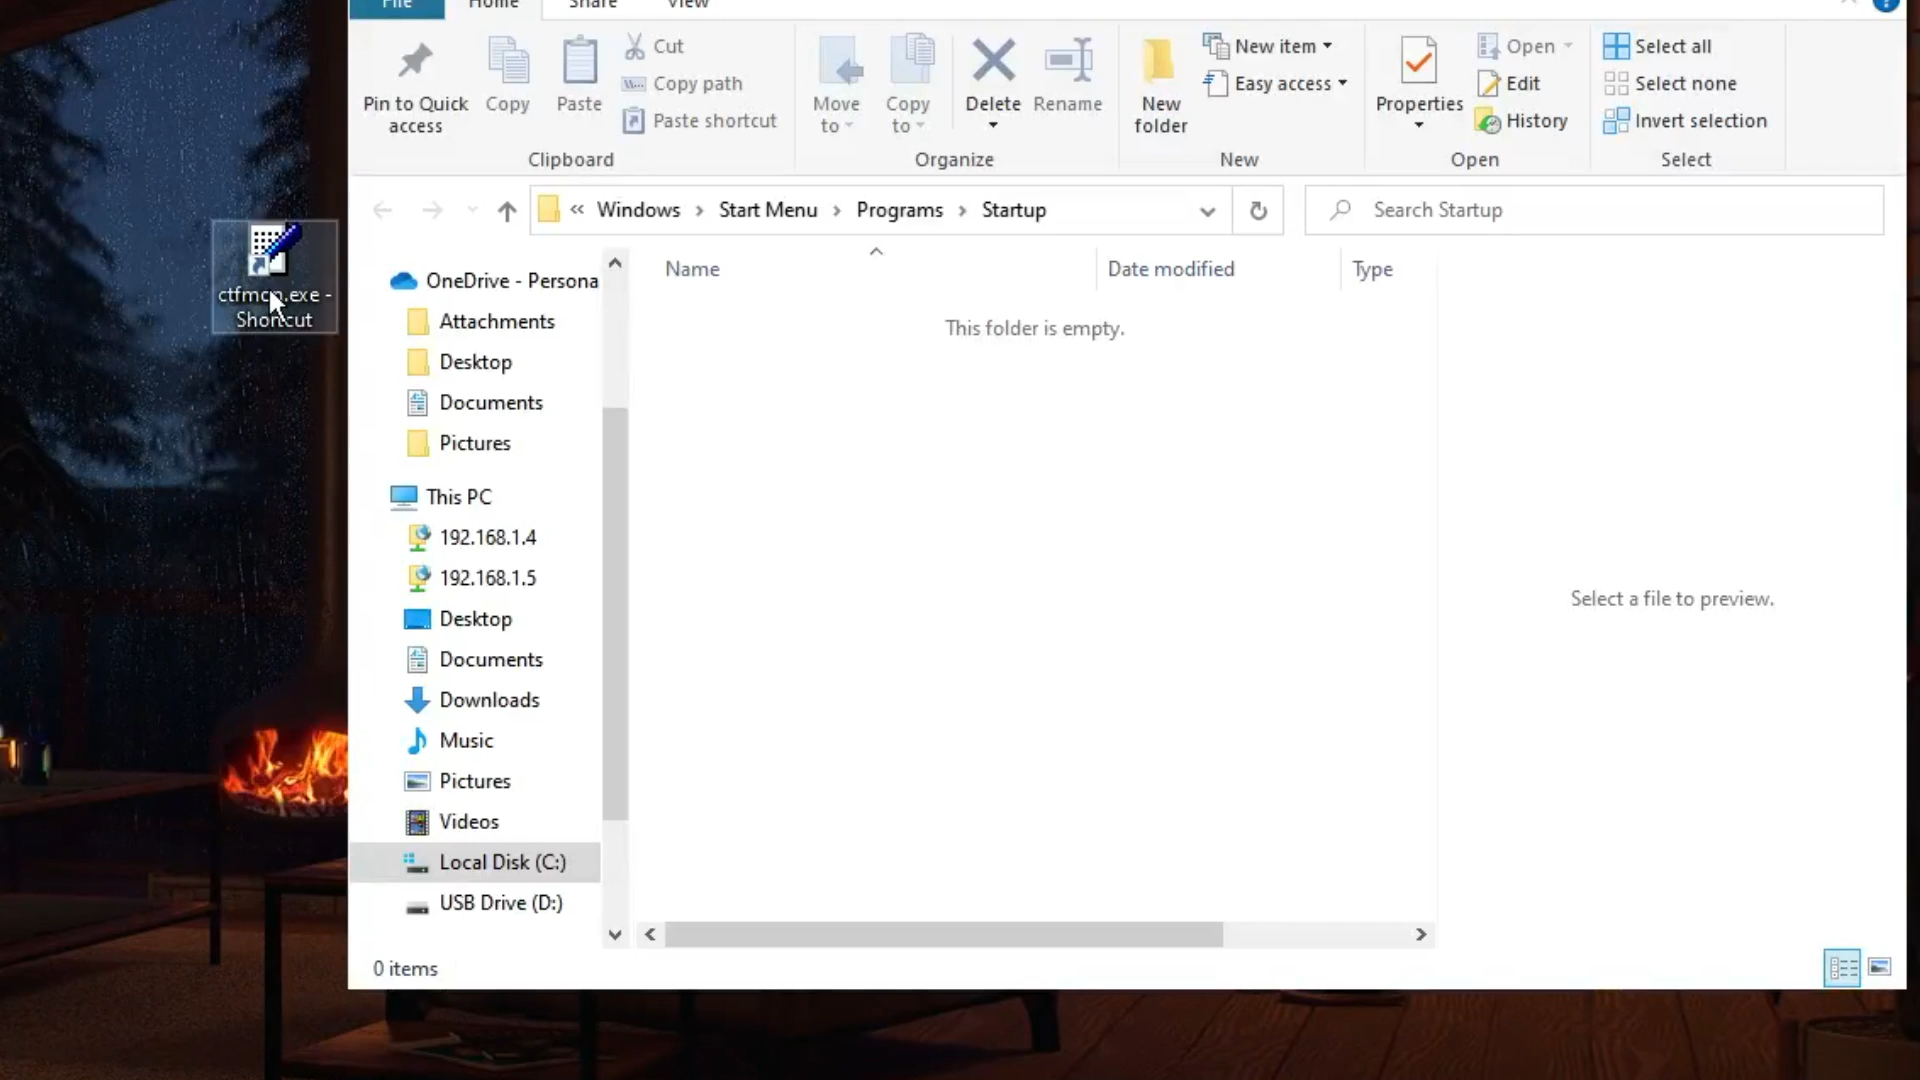 File Home Share View
Pin to Quick access
Copy
Paste
Cut
Copy path
Paste shortcut
Clipboard
Move to
Copy to
Delete
Rename
Organize
New folder
New item
Easy access
New
Properties
Open
Edit
History
Open
Select all
Select none
Invert selection
Select
« Windows › Start Menu › Programs › Startup
Search Startup
ctfmon.exe -
Shortcut
OneDrive - Persona
Attachments
Desktop
Documents
Pictures
This PC
192.168.1.4
192.168.1.5
Desktop
Documents
Downloads
Music
Pictures
Videos
Local Disk (C:)
USB Drive (D:)
Name Date modified Type
This folder is empty.
Select a file to preview.
0 items